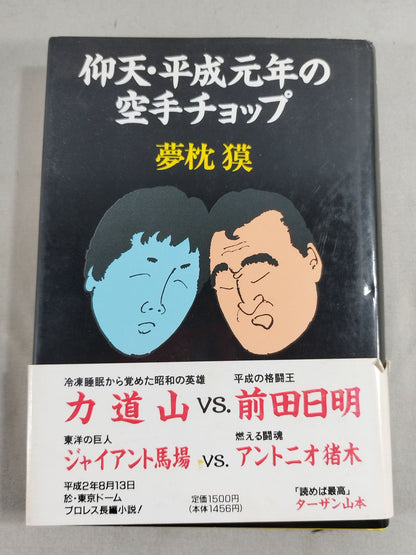 仰天・平成元年の
空手チョップ
夢枕 獏
冷凍睡眠から覚めた昭和の英雄
平成の格闘王
力道山 VS. 前田日明
東洋の巨人
燃える闘魂
ジャイアント馬場 VS. アントニオ猪木
平成2年8月13日
於・東京ドーム
プロレス長編小説!
定価1500円
(本体1456円)
「読めば最高」
ターザン山本